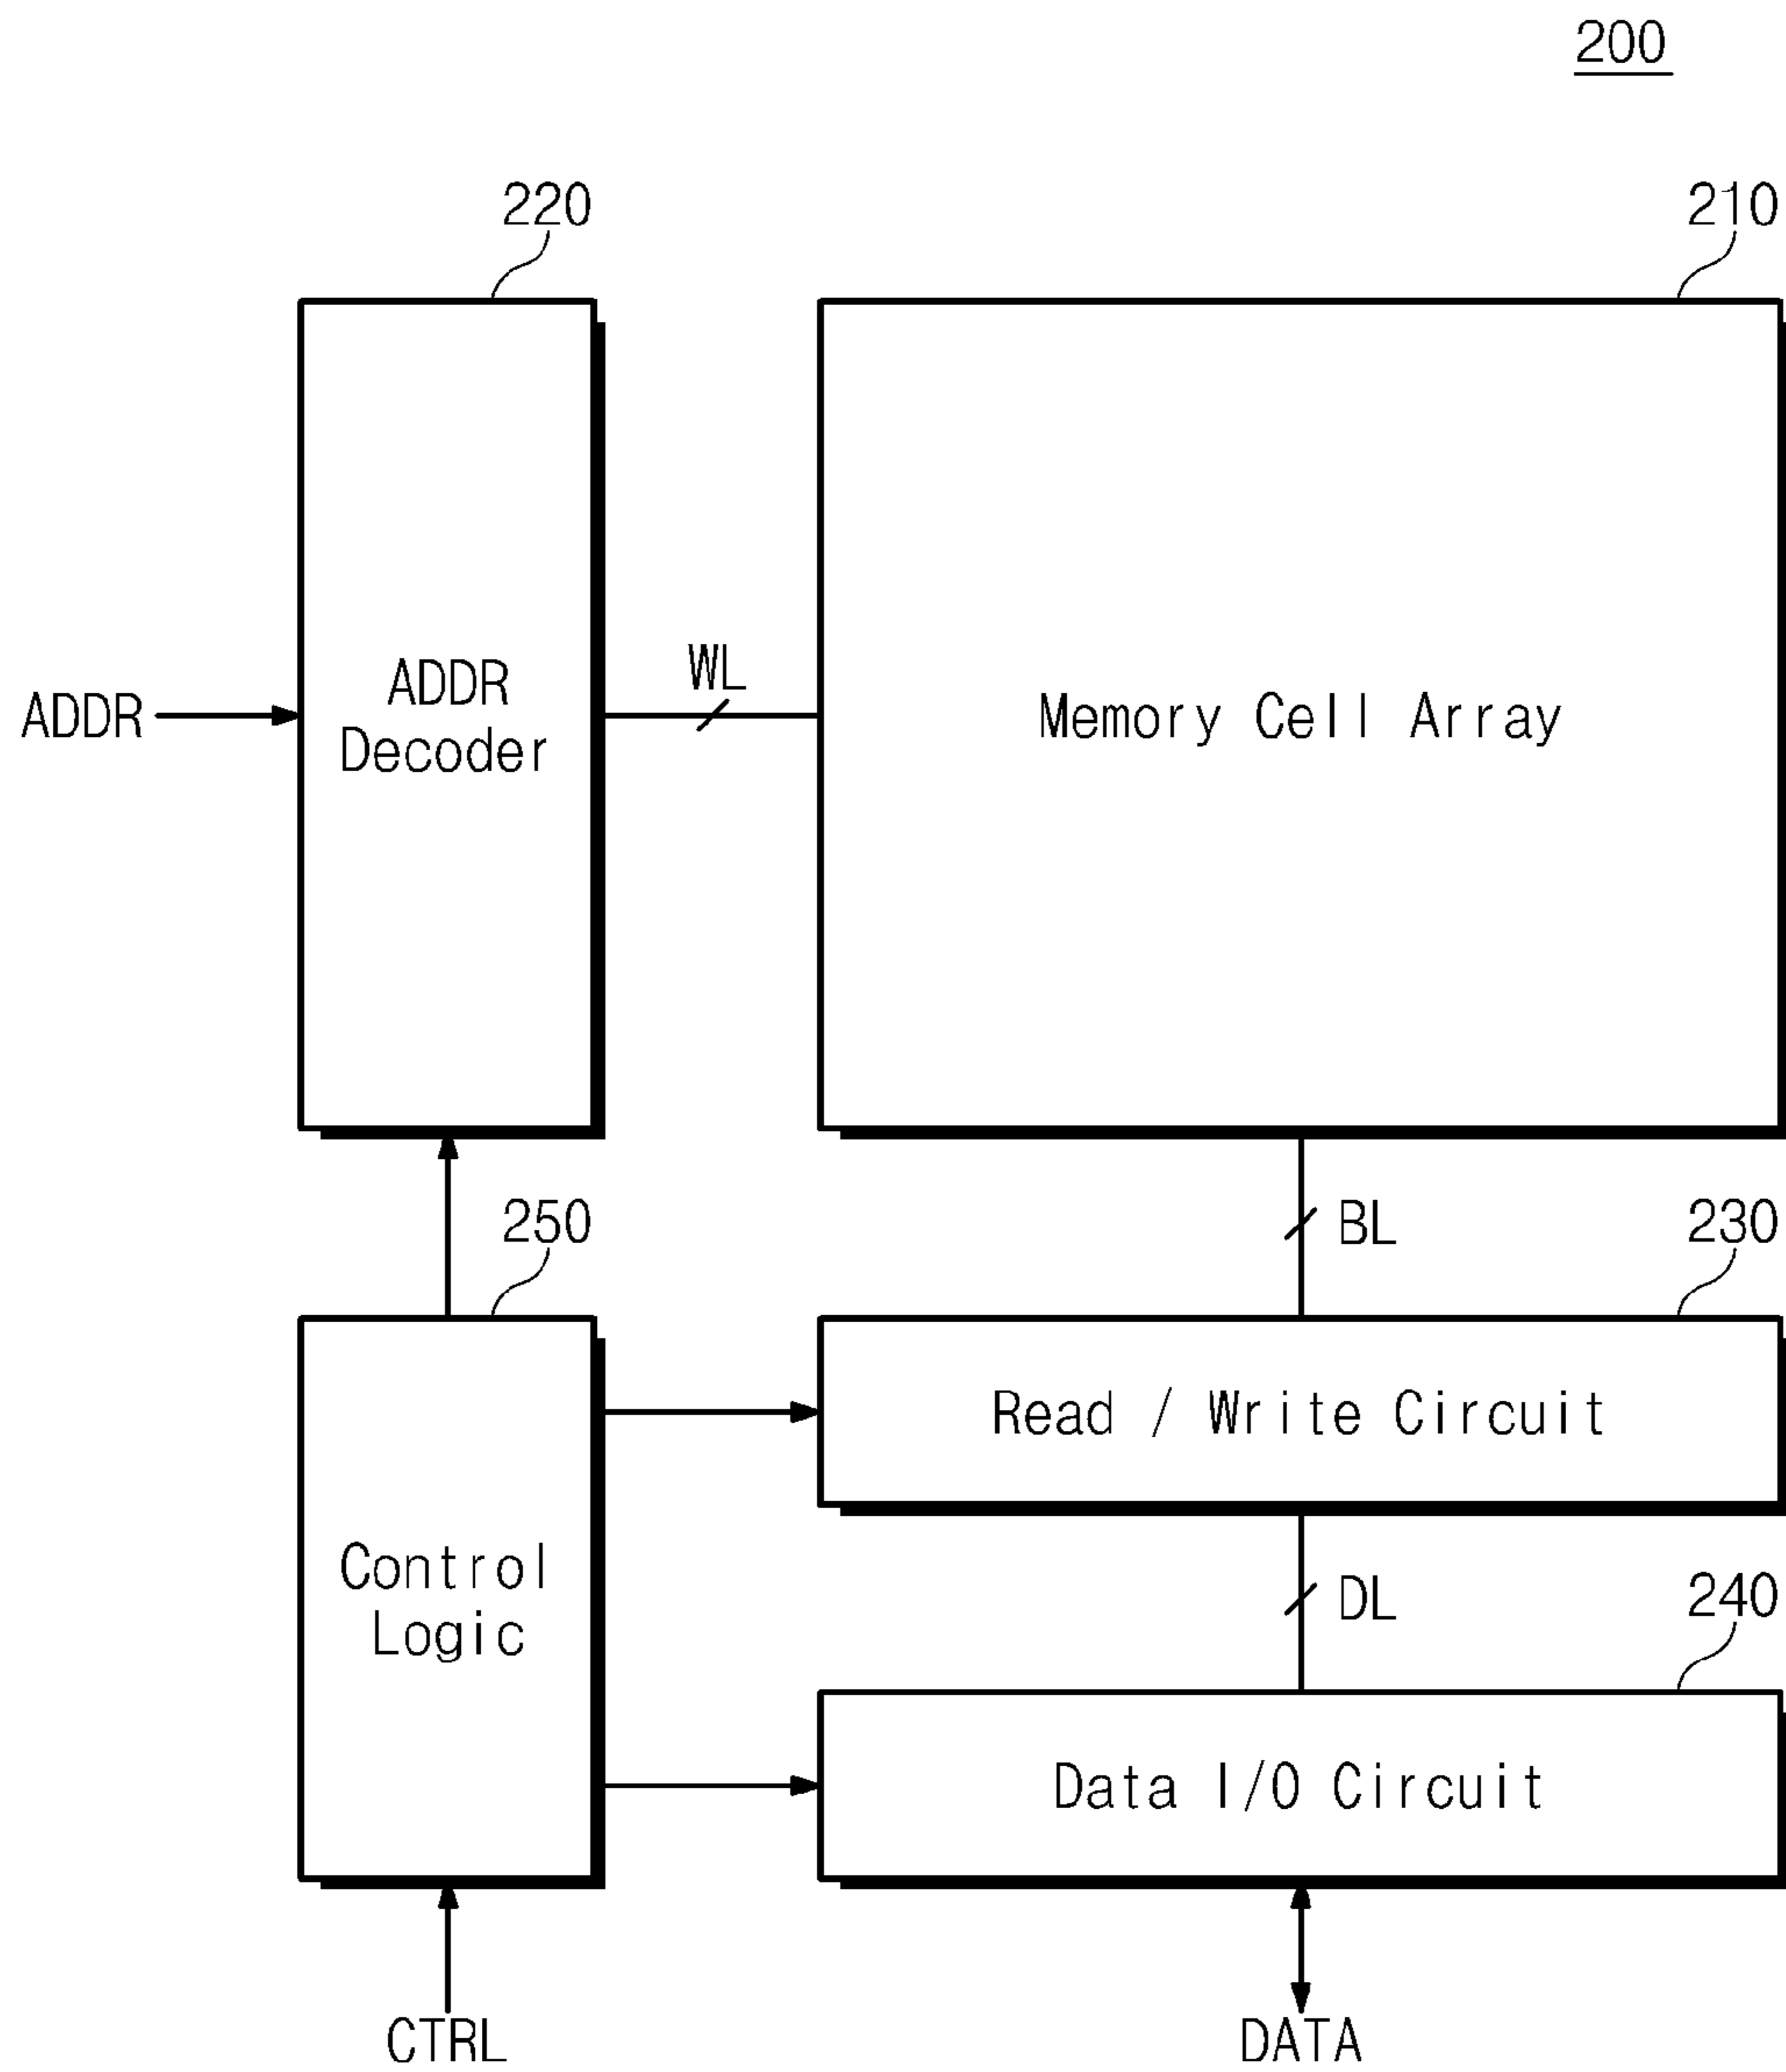 200
220
210
ADDR
ADDR
Decoder
WL
Memory Cell Array
250
BL
230
Read / Write Circuit
Control
Logic
DL
240
Data I/O Circuit
CTRL
DATA